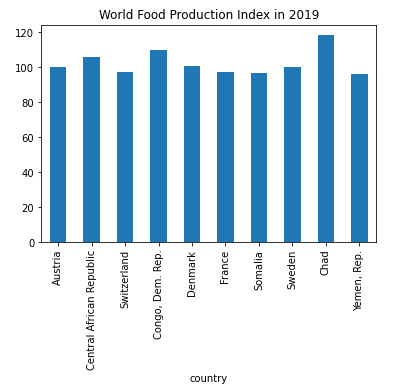 World Food Production Index in 2019
120
100
80
60
40
20
0
Austria
Central African Republic
Switzerland
Congo, Dem. Rep.
Denmark
France
Somalia
Sweden
Chad
Yemen, Rep.
country